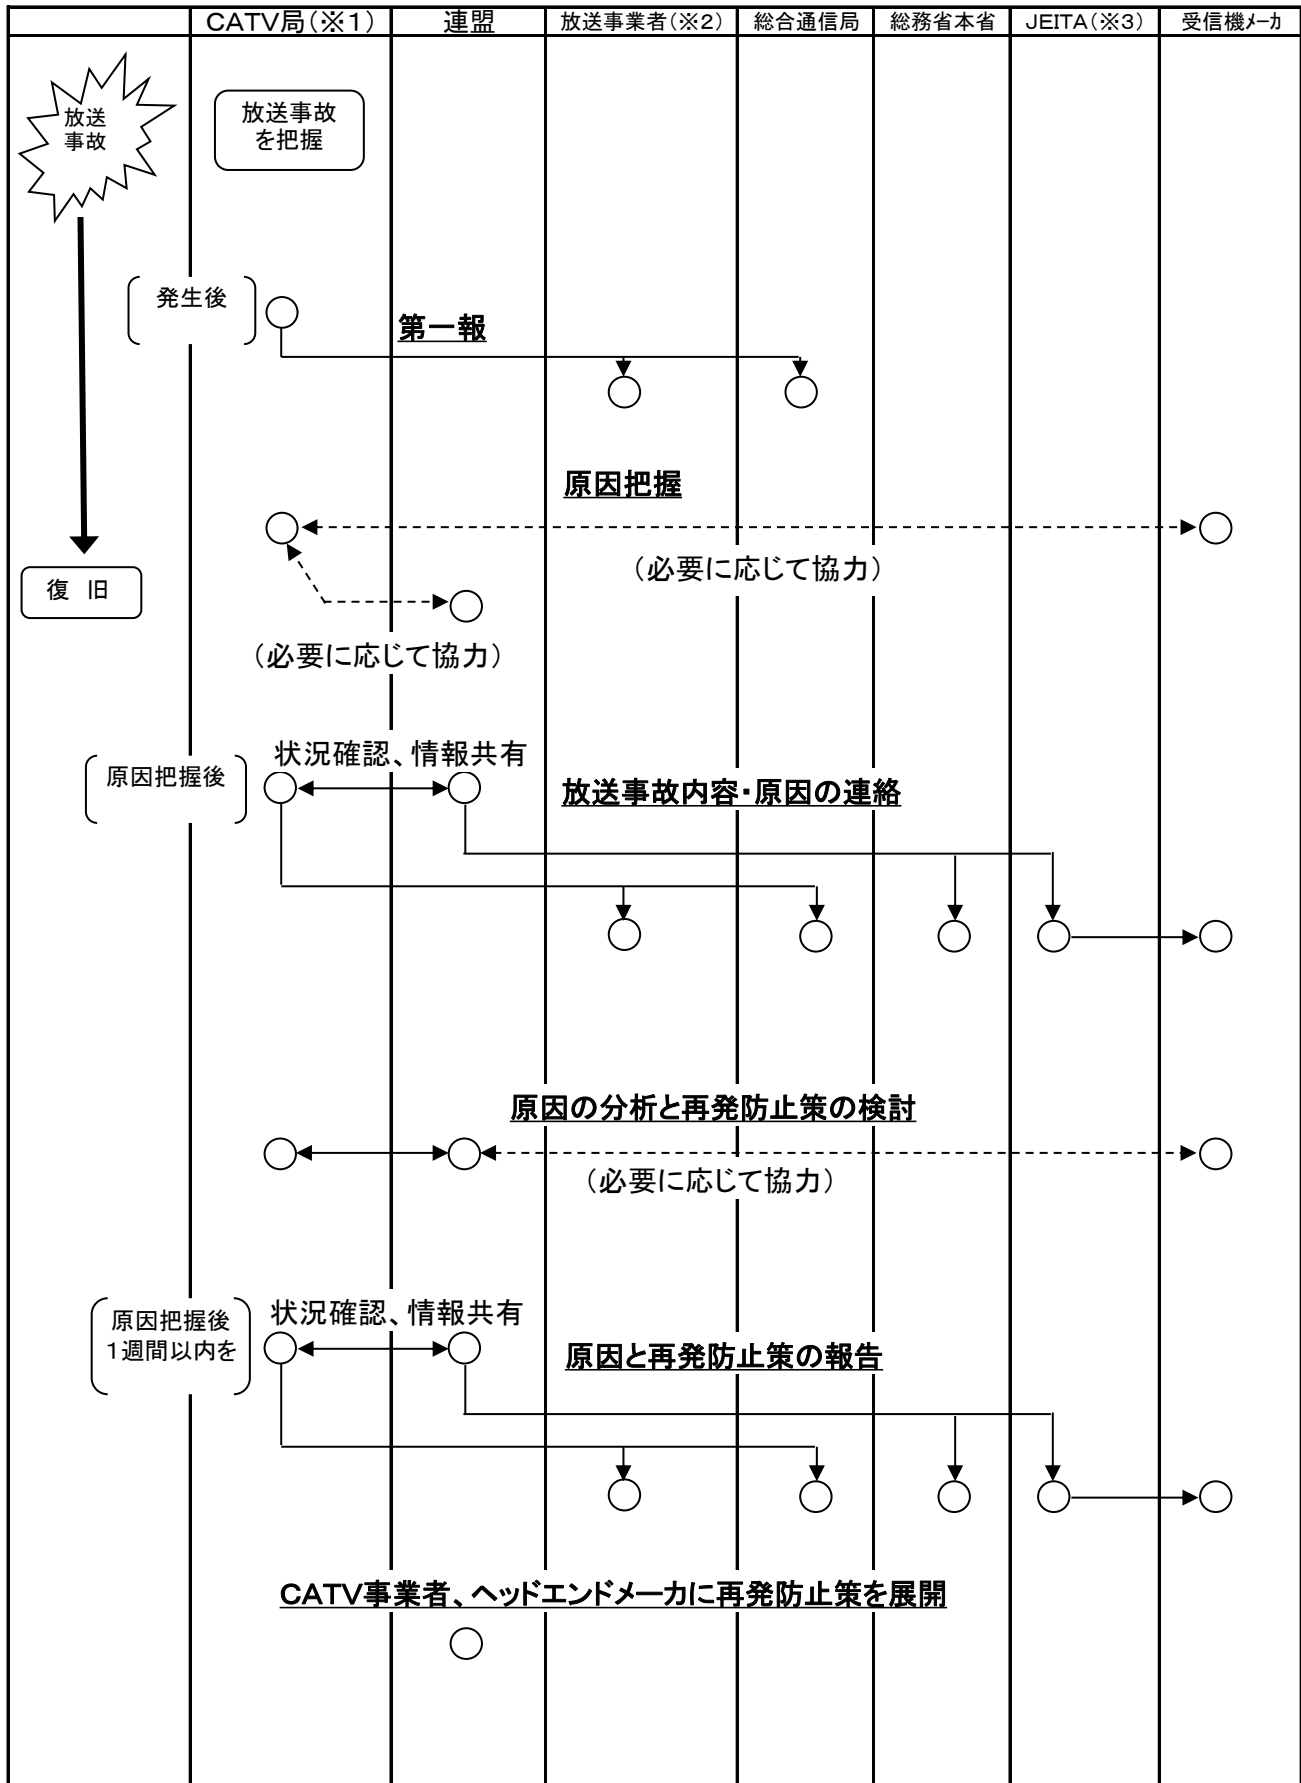 CATV局(※1)
連盟
放送事業者(※2)
総合通信局
総務省本省
JEITA(※3)
受信機ﾒｰｶ
放送
事故
放送事故
を把握
発生後
第一報
原因把握
(必要に応じて協力)
復　旧
(必要に応じて協力)
状況確認、情報共有
原因把握後
放送事故内容・原因の連絡
原因の分析と再発防止策の検討
(必要に応じて協力)
原因把握後
1週間以内を
状況確認、情報共有
原因と再発防止策の報告
CATV事業者、ヘッドエンドメーカに再発防止策を展開